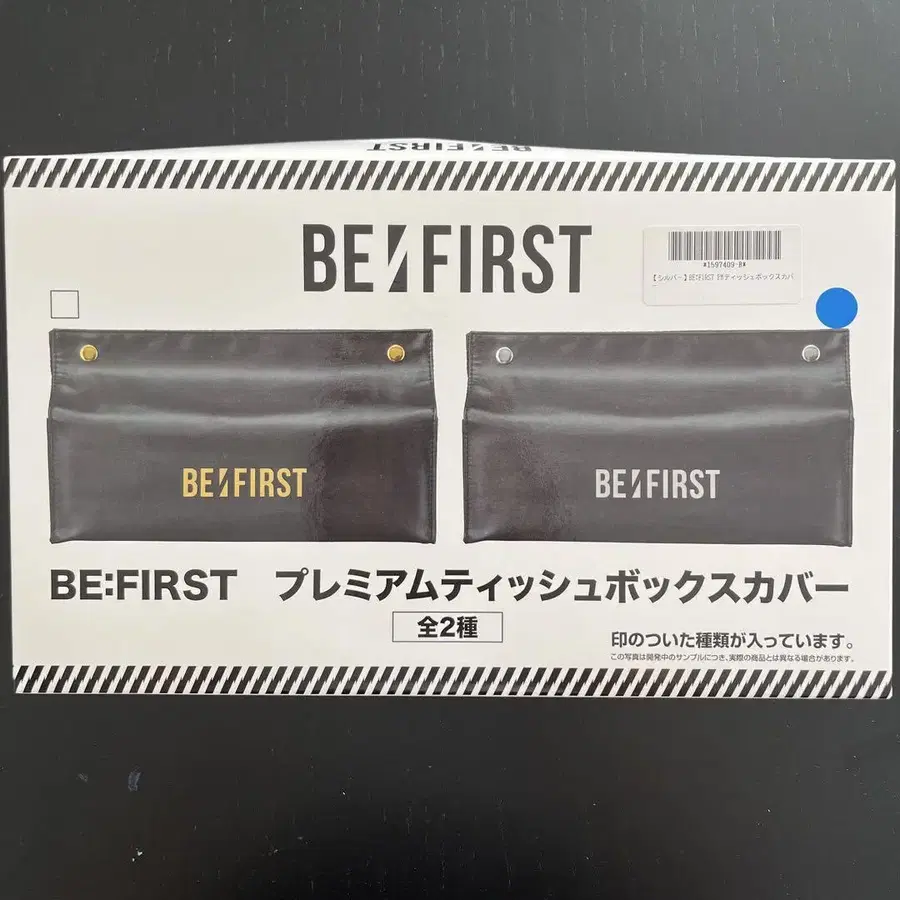 BE:FIRST
BE:FIRST
*1597409-B*
【シルバー】BE:FIRST PMティッシュボックスカバ
BE:FIRST
BE:FIRST
BE:FIRST プレミアムティッシュボックスカバー
全2種
印のついた種類が入っています。
この写真は開発中のサンプルにつき、実際の商品とは異なる場合があります。